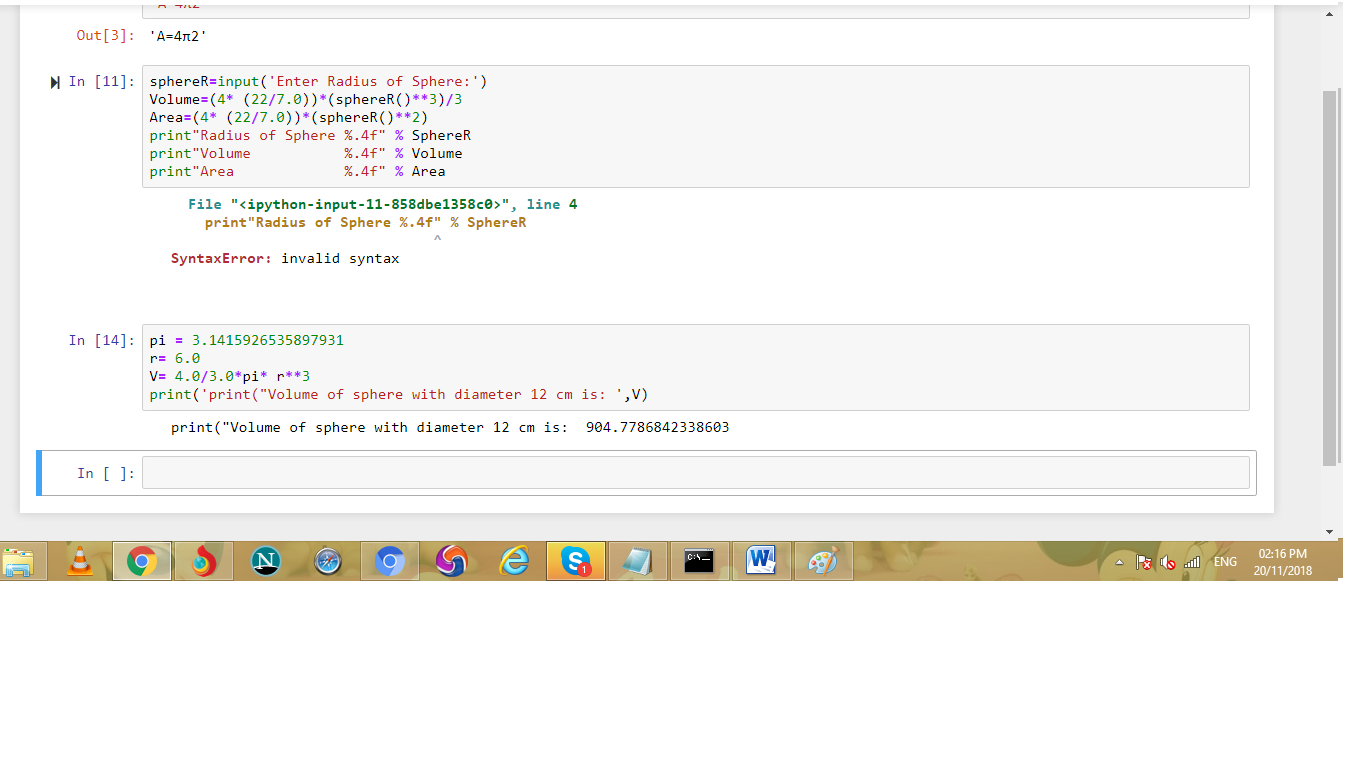 Out[3]: 'A=4π2'
In [11]: sphereR=input('Enter Radius of Sphere:')
Volume=(4* (22/7.0))*(sphereR()**3)/3
Area=(4* (22/7.0))*(sphereR()**2)
print"Radius of Sphere %.4f" % SphereR
print"Volume           %.4f" % Volume
print"Area             %.4f" % Area
File "<ipython-input-11-858dbe1358c0>", line 4
print"Radius of Sphere %.4f" % SphereR
^
SyntaxError: invalid syntax
In [14]: pi = 3.1415926535897931
r= 6.0
V= 4.0/3.0*pi* r**3
print('print("Volume of sphere with diameter 12 cm is: ',V)
print("Volume of sphere with diameter 12 cm is:  904.7786842338603
In [ ]:
N
S
1
C:\_
W
ENG
02:16 PM
20/11/2018